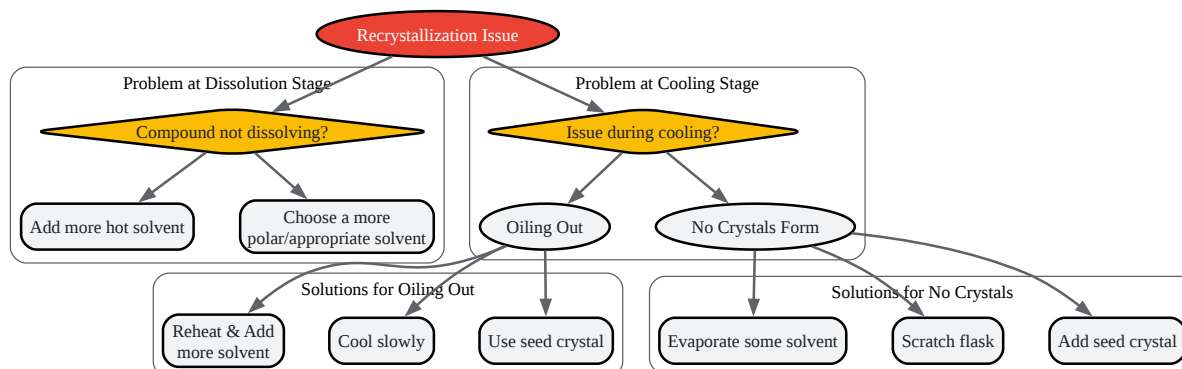 Recrystallization Issue
Problem at Dissolution Stage
Problem at Cooling Stage
Compound not dissolving?
Issue during cooling?
Add more hot solvent
Choose a more
polar/appropriate solvent
Oiling Out
No Crystals Form
Solutions for Oiling Out
Solutions for No Crystals
Reheat & Add
more solvent
Cool slowly
Use seed crystal
Evaporate some solvent
Scratch flask
Add seed crystal